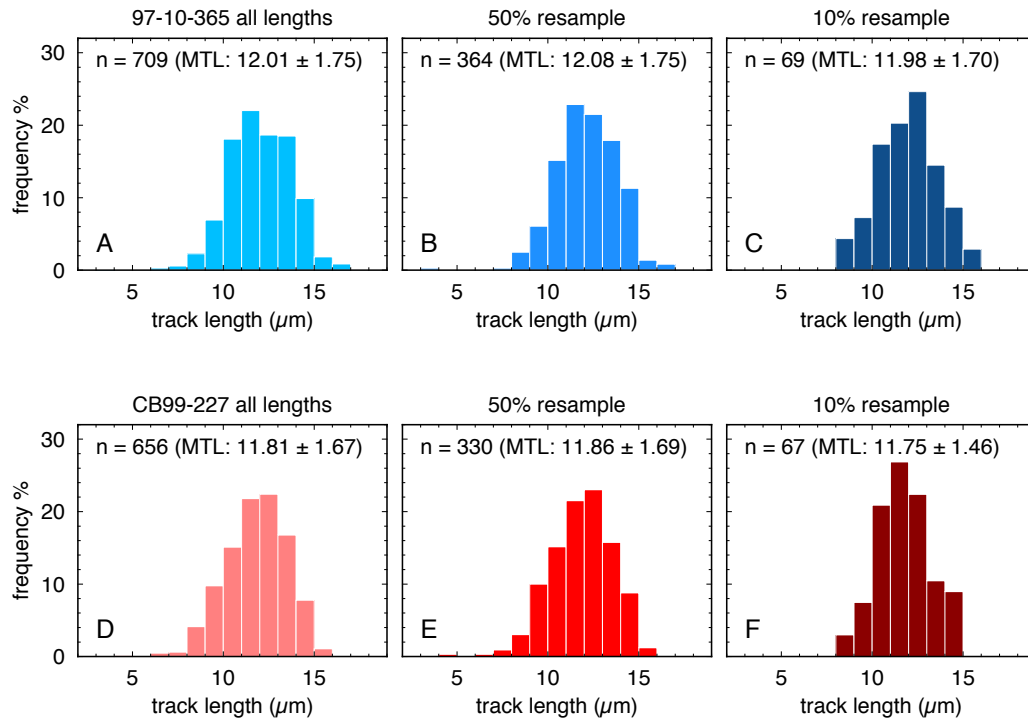 97-10-365 all lengths
50% resample
10% resample
n = 709 (MTL: 12.01 ± 1.75)
n = 364 (MTL: 12.08 ± 1.75)
n = 69 (MTL: 11.98 ± 1.70)
frequency %
30
20
10
0
A
B
C
5 10 15
5 10 15
5 10 15
track length (µm)
track length (µm)
track length (µm)
CB99-227 all lengths
50% resample
10% resample
n = 656 (MTL: 11.81 ± 1.67)
n = 330 (MTL: 11.86 ± 1.69)
n = 67 (MTL: 11.75 ± 1.46)
frequency %
30
20
10
0
D
E
F
5 10 15
5 10 15
5 10 15
track length (µm)
track length (µm)
track length (µm)